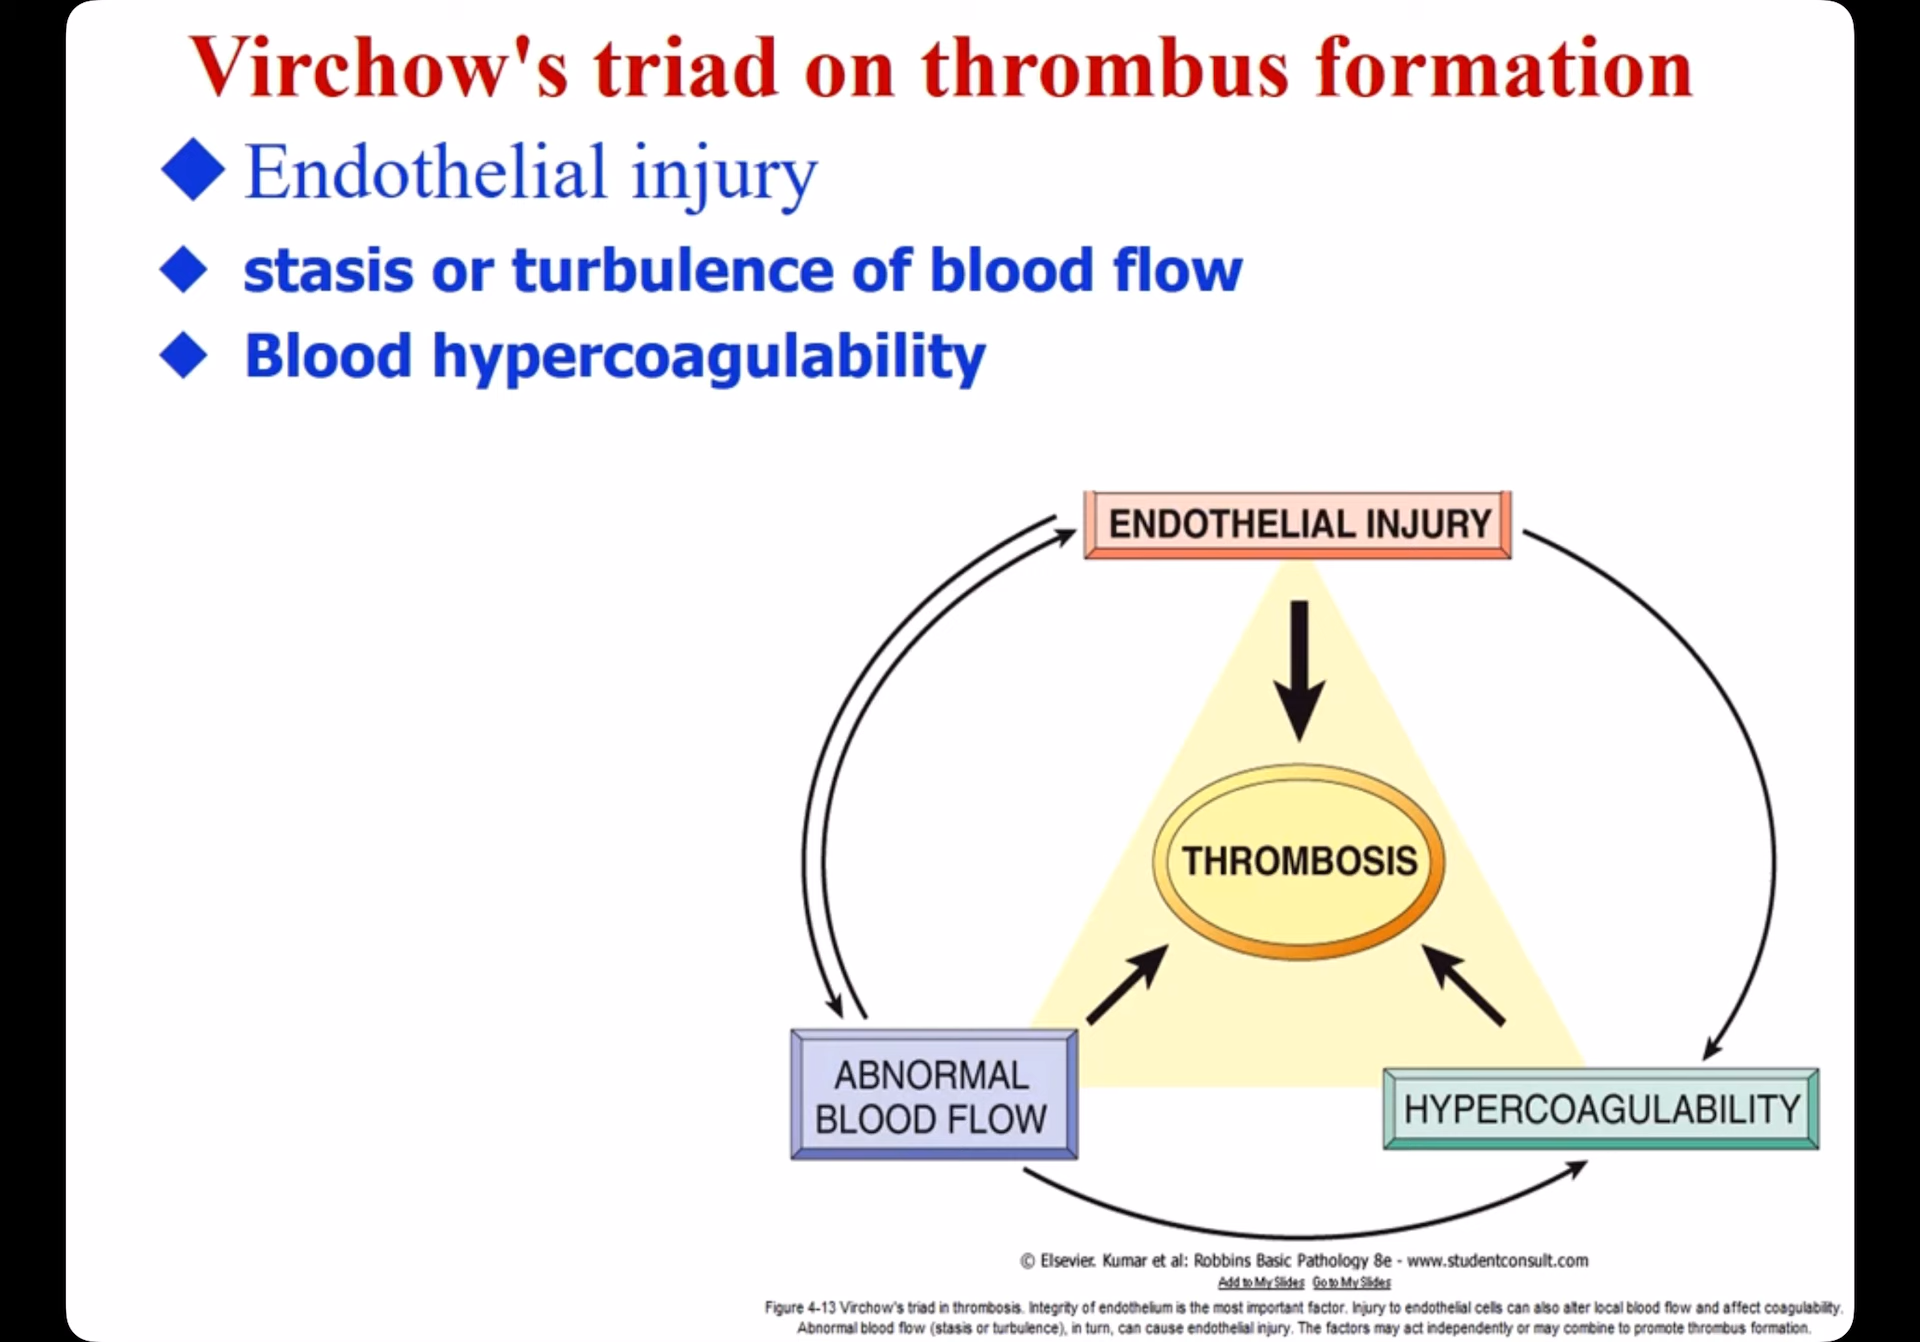 Virchow's triad on thrombus formation
Endothelial injury
stasis or turbulence of blood flow
Blood hypercoagulability
ENDOTHELIAL INJURY
THROMBOSIS
ABNORMAL
BLOOD FLOW
HYPERCOAGULABILITY
© Elsevier. Kumar et al: Robbins Basic Pathology 8e - www.studentconsult.com
Add to My Slides Go to My Slides
Figure 4-13 Virchow's triad in thrombosis. Integrity of endothelium is the most important factor. Injury to endothelial cells can also alter local blood flow and affect coagulability.
Abnormal blood flow (stasis or turbulence), in turn, can cause endothelial injury. The factors may act independently or may combine to promote thrombus formation.